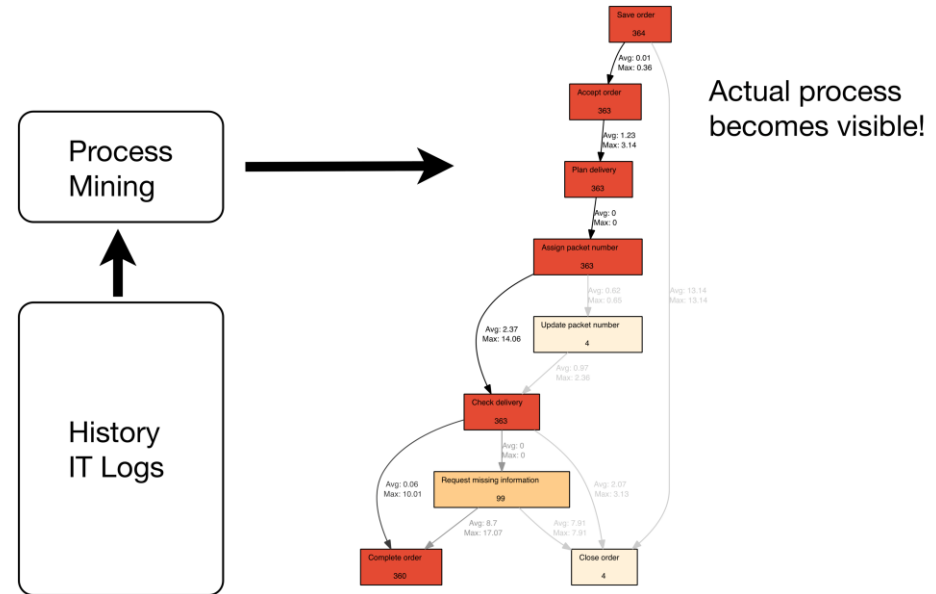 Save order
364
Avg: 0.01
Max: 0.36
Accept order
363
Avg: 1.23
Max: 3.14
Plan delivery
363
Avg: 0
Max: 0
Assign packet number
363
Avg: 0.62
Max: 0.65
Avg: 13.14
Max: 13.14
Update packet number
4
Avg: 2.37
Max: 14.06
Avg: 0.97
Max: 2.36
Check delivery
363
Avg: 0
Max: 0
Request missing information
99
Avg: 0.06
Max: 10.01
Avg: 2.07
Max: 3.13
Avg: 8.7
Max: 17.07
Avg: 7.91
Max: 7.91
Complete order
360
Close order
4
Process
Mining
History
IT Logs
Actual process
becomes visible!